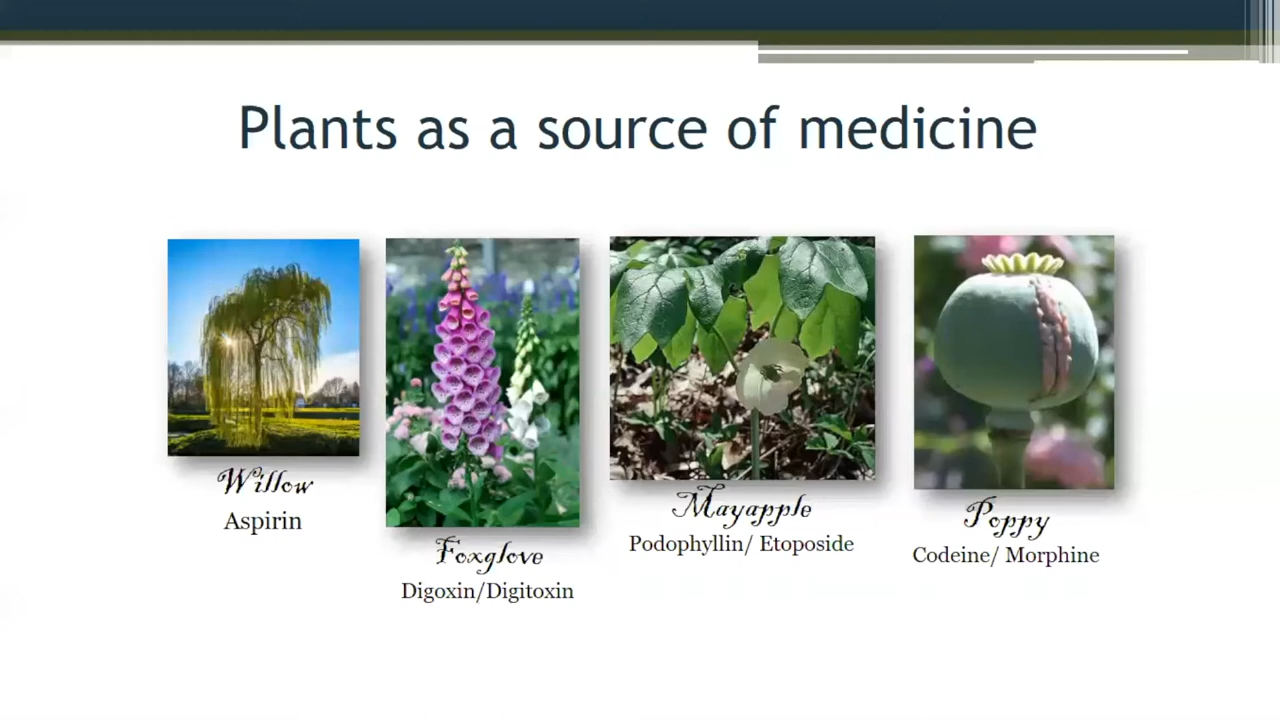 Plants as a source of medicine
Willow
Aspirin
Foxglove
Digoxin/Digitoxin
Mayapple
Podophyllin/ Etoposide
Poppy
Codeine/ Morphine